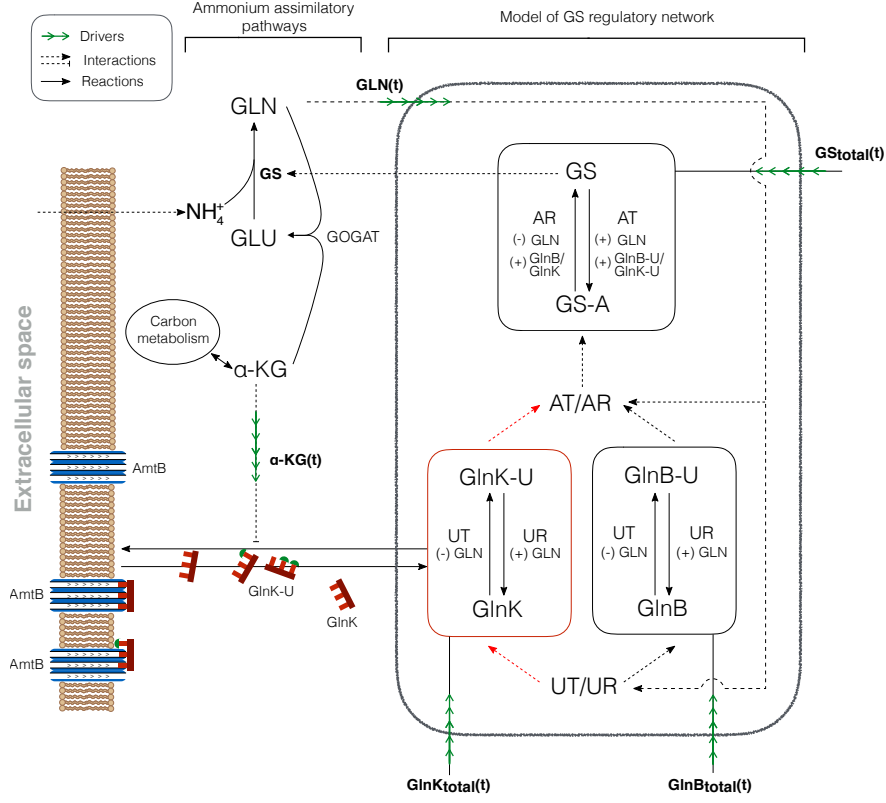 Ammonium assimilatory
pathways
Model of GS regulatory network
Drivers
Interactions
Reactions
GLN
GLN(t)
GS
NH4+
GLU
GOGAT
Carbon
metabolism
α-KG
α-KG(t)
Extracellular space
AmtB
AmtB
AmtB
GlnK-U
GlnK
GStotal(t)
GS
AR
(-) GLN
(+) GlnB/
GlnK
AT
(+) GLN
(+) GlnB-U/
GlnK-U
GS-A
AT/AR
GlnK-U
UT
(-) GLN
UR
(+) GLN
GlnK
GlnB-U
UT
(-) GLN
UR
(+) GLN
GlnB
UT/UR
GlnKtotal(t)
GlnBtotal(t)